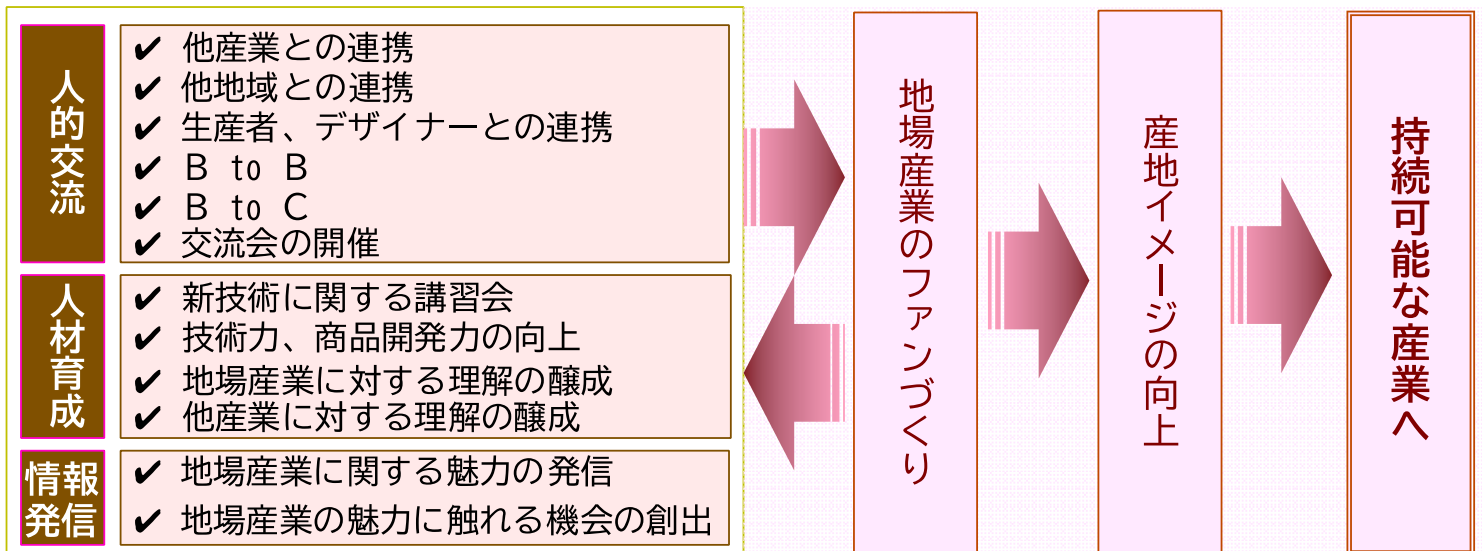 人的交流
✔ 他産業との連携
✔ 他地域との連携
✔ 生産者、デザイナーとの連携
✔ Ｂ to Ｂ
✔ Ｂ to Ｃ
✔ 交流会の開催
人材育成
✔ 新技術に関する講習会
✔ 技術力、商品開発力の向上
✔ 地場産業に対する理解の醸成
✔ 他産業に対する理解の醸成
情報
発信
✔ 地場産業に関する魅力の発信
✔ 地場産業の魅力に触れる機会の創出
地場産業のファンづくり
産地イメージの向上
持続可能な産業へ